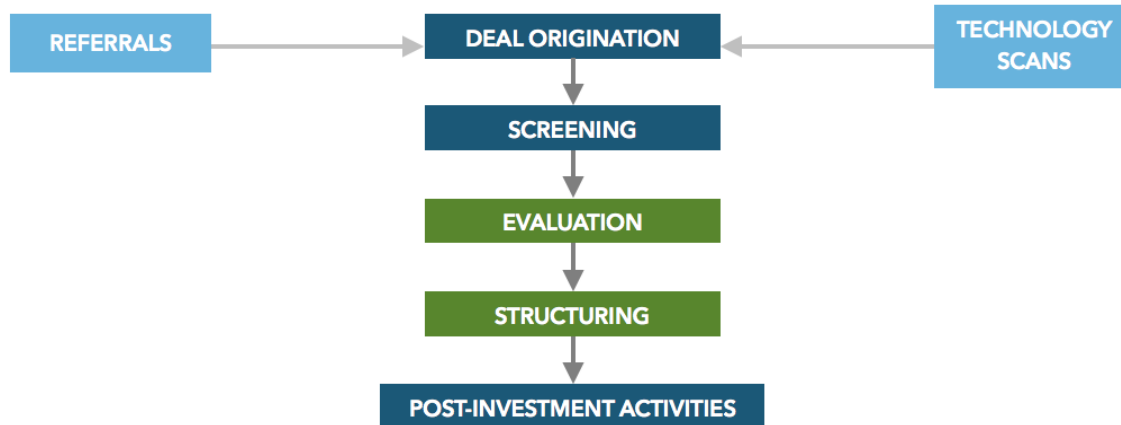 REFERRALS
DEAL ORIGINATION
TECHNOLOGY
SCANS
SCREENING
EVALUATION
STRUCTURING
POST-INVESTMENT ACTIVITIES